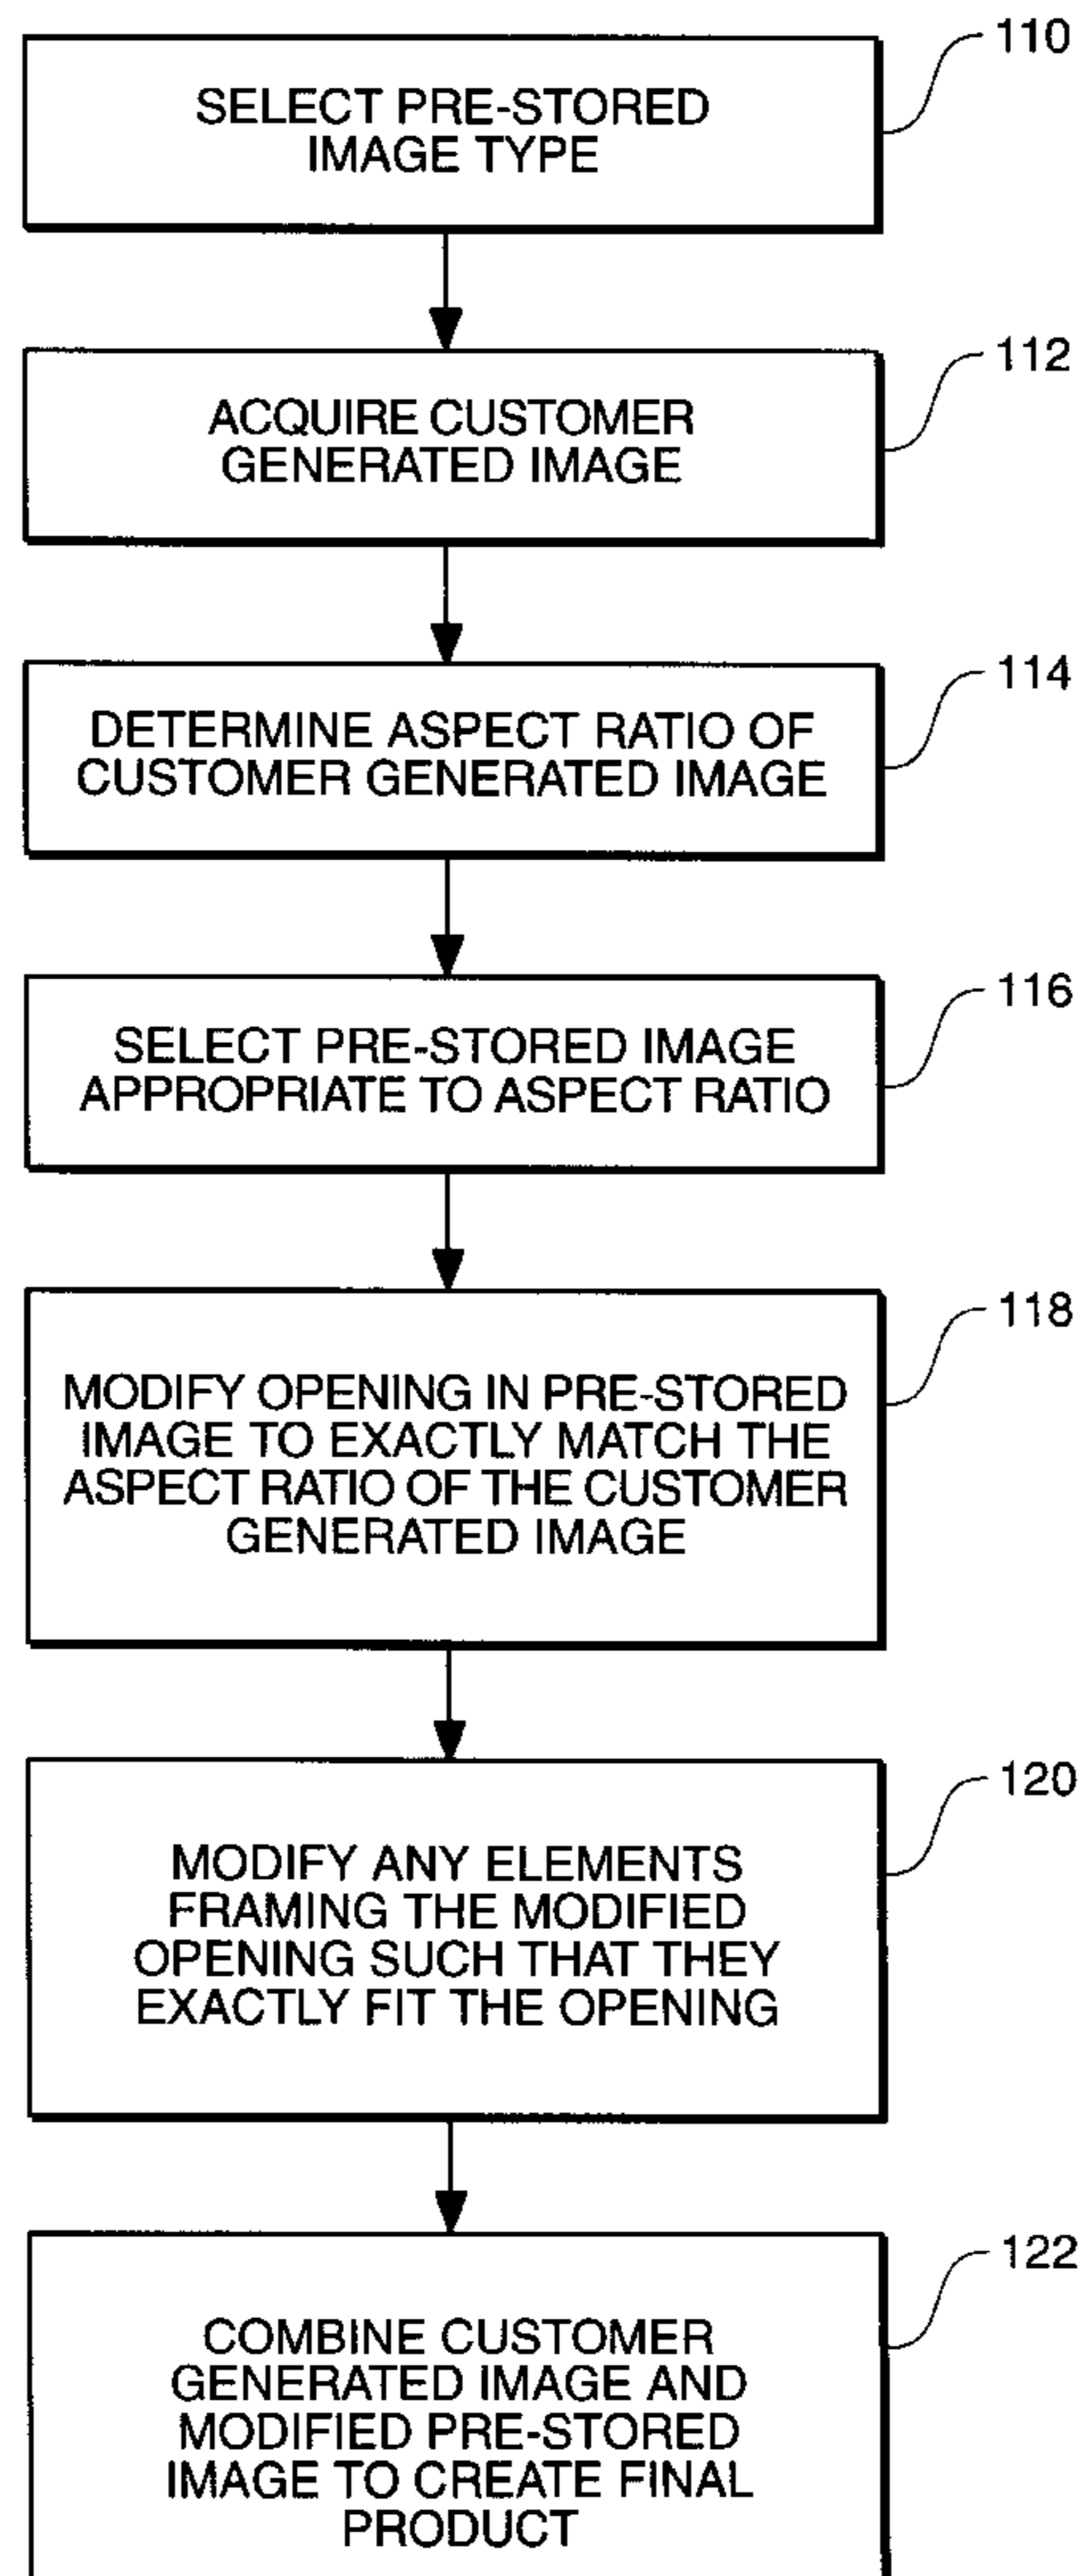 110
SELECT PRE-STORED
IMAGE TYPE
112
ACQUIRE CUSTOMER
GENERATED IMAGE
114
DETERMINE ASPECT RATIO OF
CUSTOMER GENERATED IMAGE
116
SELECT PRE-STORED IMAGE
APPROPRIATE TO ASPECT RATIO
118
MODIFY OPENING IN PRE-STORED
IMAGE TO EXACTLY MATCH THE
ASPECT RATIO OF THE CUSTOMER
GENERATED IMAGE
120
MODIFY ANY ELEMENTS
FRAMING THE MODIFIED
OPENING SUCH THAT THEY
EXACTLY FIT THE OPENING
122
COMBINE CUSTOMER
GENERATED IMAGE AND
MODIFIED PRE-STORED
IMAGE TO CREATE FINAL
PRODUCT